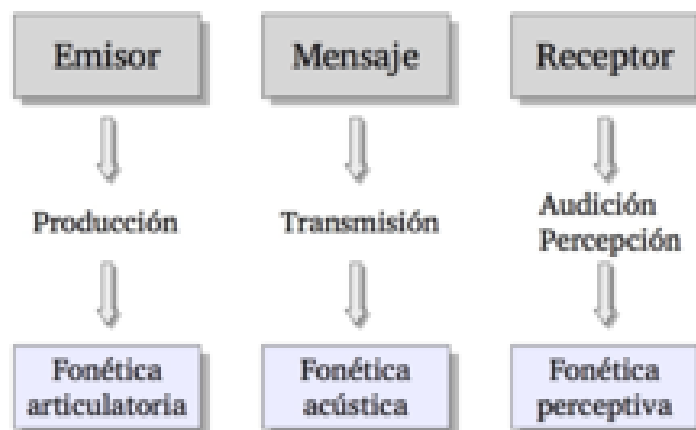 Emisor
Mensaje
Receptor
Producción
Transmisión
Audición
Percepción
Fonética
articulatoria
Fonética
acústica
Fonética
perceptiva